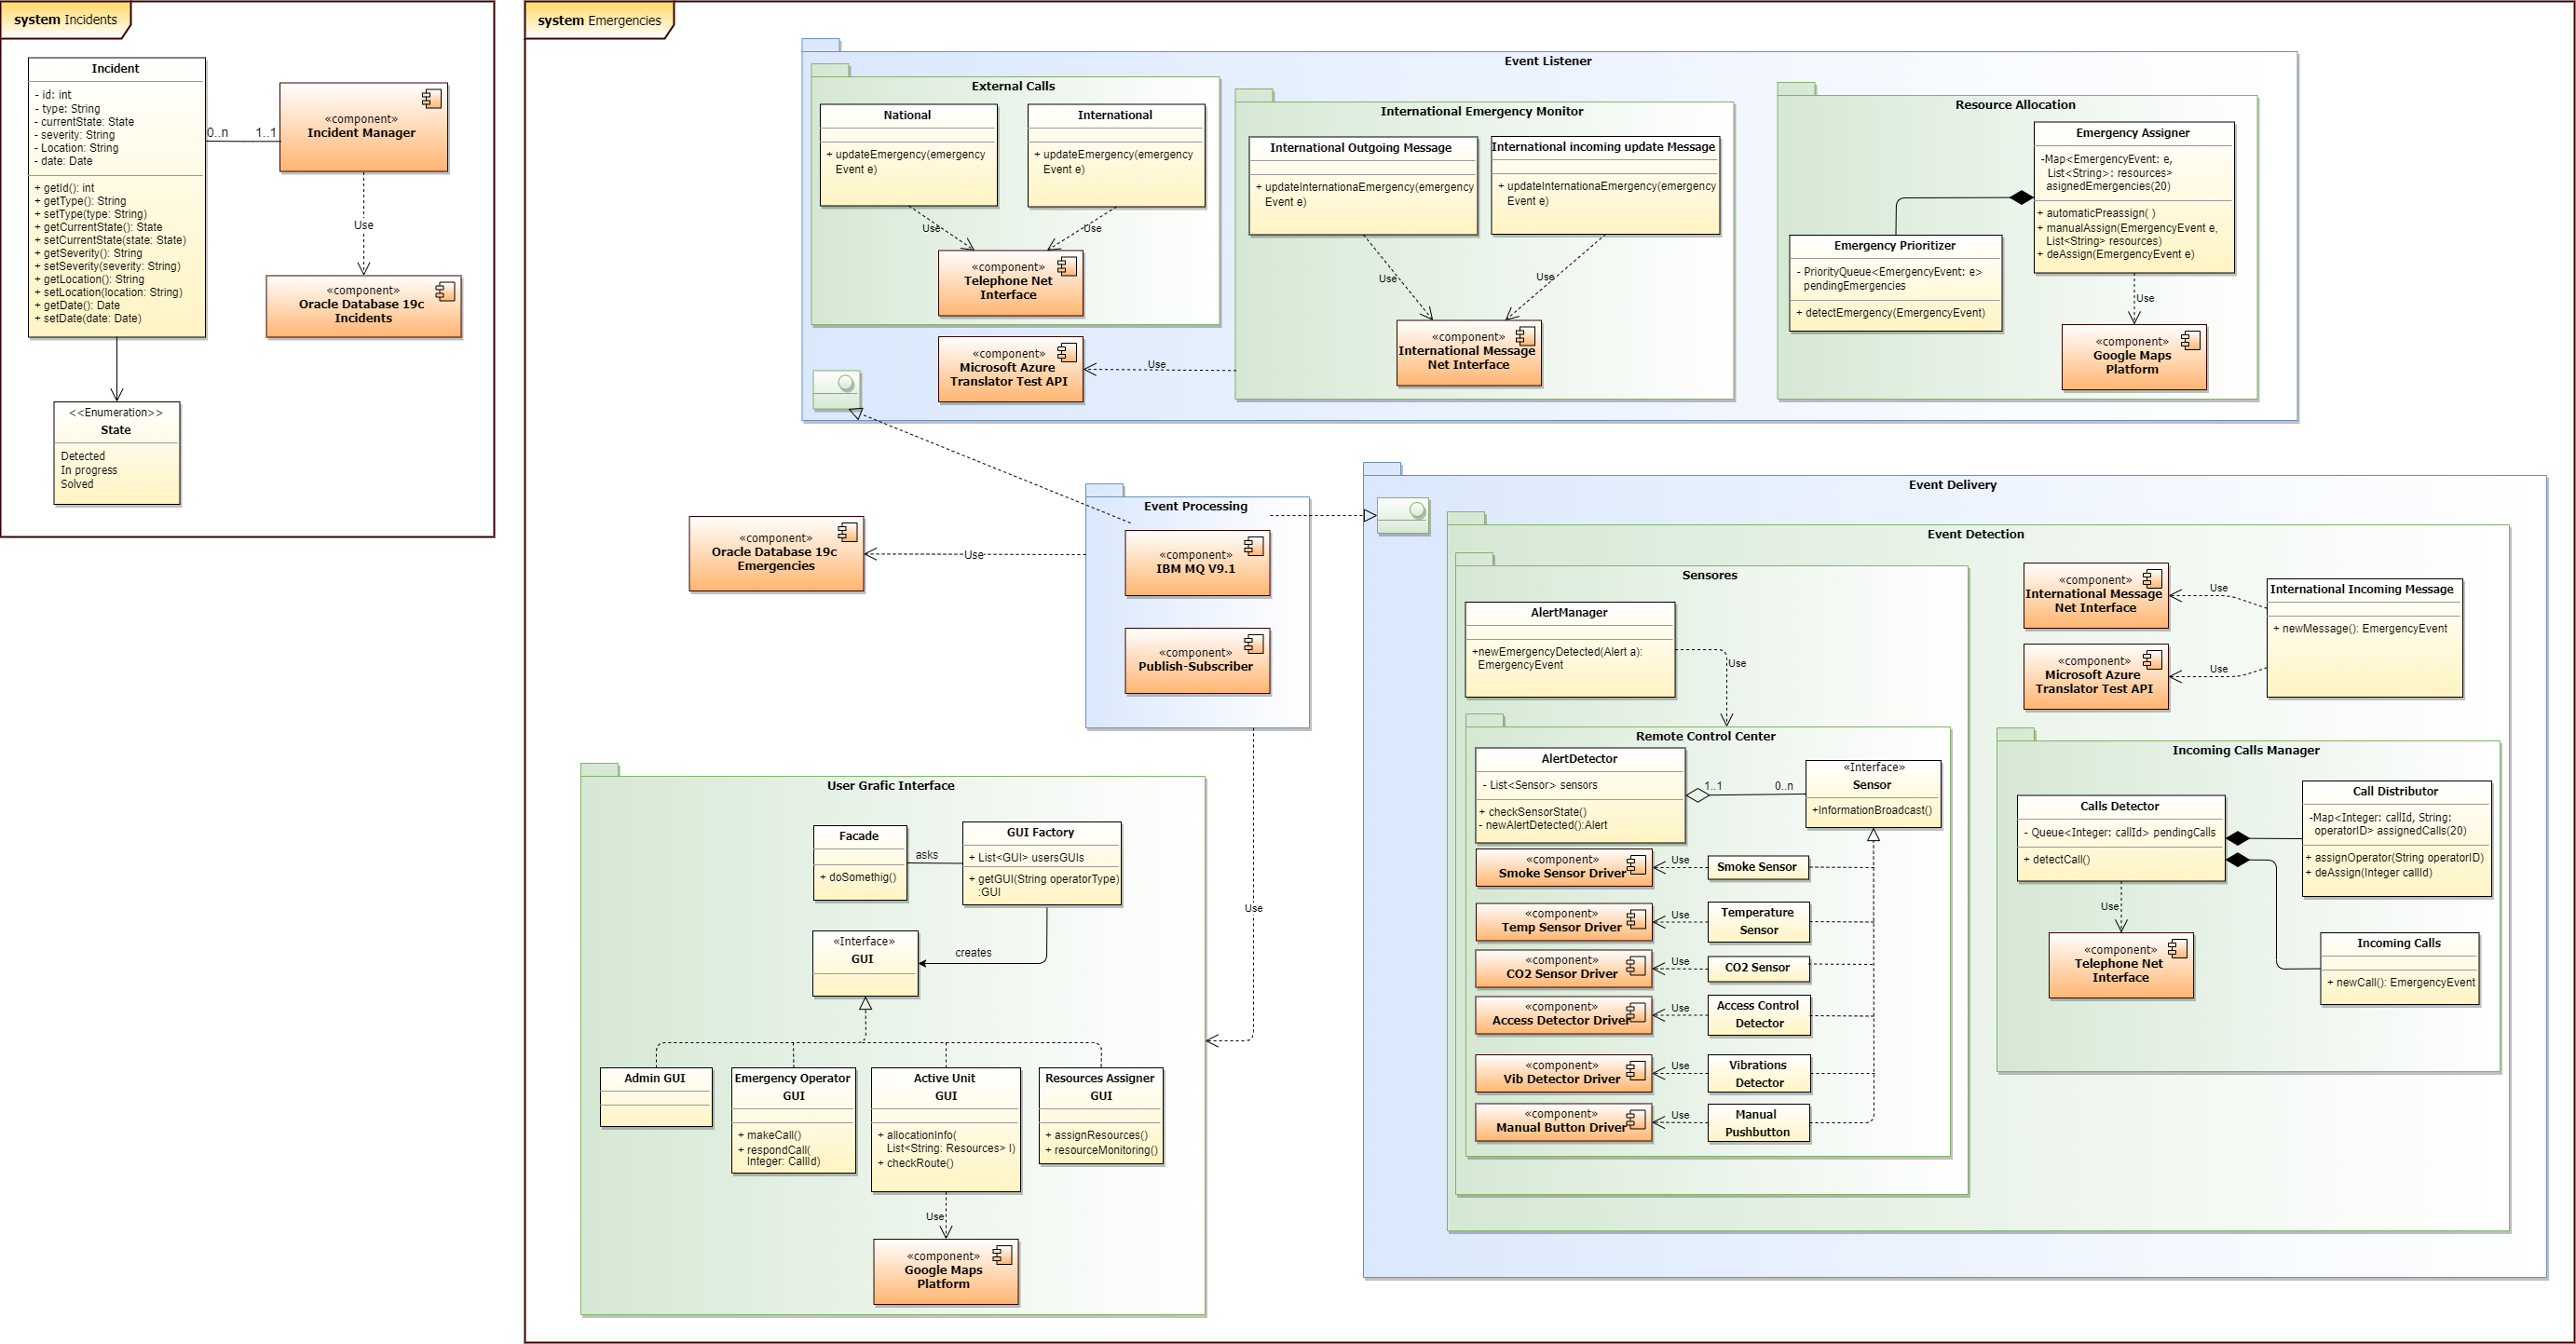 system Incidents
Incident
- id: int
- type: String
- currentState: State
- severity: String
- Location: String
- date: Date
+ getId(): int
+ getType(): String
+ setType(type: String)
+ getCurrentState(): State
+ setCurrentState(state: State)
+ getSeverity(): String
+ setSeverity(severity: String)
+ getLocation(): String
+ setLocation(location: String)
+ getDate(): Date
+ setDate(date: Date)
0..n
1..1
«component»
Incident Manager
Use
«component»
Oracle Database 19c
Incidents
<<Enumeration>>
State
Detected
In progress
Solved
system Emergencies
Event Listener
External Calls
National
+ updateEmergency(emergency
Event e)
International
+ updateEmergency(emergency
Event e)
Use
Use
«component»
Telephone Net
Interface
«component»
Microsoft Azure
Translator Test API
Use
International Emergency Monitor
International Outgoing Message
+ updateInternationaEmergency(emergency
Event e)
International incoming update Message
+ updateInternationaEmergency(emergency
Event e)
Use
Use
«component»
International Message
Net Interface
Resource Allocation
Emergency Assigner
-Map<EmergencyEvent: e,
List<String>: resources>
asignedEmergencies(20)
+ automaticPreassign( )
+ manualAssign(EmergencyEvent e,
List<String> resources)
+ deAssign(EmergencyEvent e)
Emergency Prioritizer
- PriorityQueue<EmergencyEvent: e>
pendingEmergencies
+ detectEmergency(EmergencyEvent)
Use
«component»
Google Maps
Platform
Event Processing
«component»
IBM MQ V9.1
«component»
Publish-Subscriber
Use
«component»
Oracle Database 19c
Emergencies
Use
User Grafic Interface
Facade
+ doSomethig()
asks
GUI Factory
+ List<GUI> usersGUIs
+ getGUI(String operatorType)
:GUI
creates
«Interface»
GUI
Admin GUI
Emergency Operator
GUI
+ makeCall()
+ respondCall(
Integer: CallId)
Active Unit
GUI
+ allocationInfo(
List<String: Resources> l)
+ checkRoute()
Resources Assigner
GUI
+ assignResources()
+ resourceMonitoring()
Use
«component»
Google Maps
Platform
Event Delivery
Event Detection
Sensores
AlertManager
+newEmergencyDetected(Alert a):
EmergencyEvent
Use
Remote Control Center
AlertDetector
- List<Sensor> sensors
+ checkSensorState()
- newAlertDetected():Alert
1..1
0..n
«Interface»
Sensor
+InformationBroadcast()
«component»
Smoke Sensor Driver
Use
Smoke Sensor
«component»
Temp Sensor Driver
Use
Temperature
Sensor
«component»
CO2 Sensor Driver
Use
CO2 Sensor
«component»
Access Detector Driver
Use
Access Control
Detector
«component»
Vib Detector Driver
Use
Vibrations
Detector
«component»
Manual Button Driver
Use
Manual
Pushbutton
«component»
International Message
Net Interface
Use
International Incoming Message
+ newMessage(): EmergencyEvent
«component»
Microsoft Azure
Translator Test API
Use
Incoming Calls Manager
Calls Detector
- Queue<Integer: callId> pendingCalls
+ detectCall()
Call Distributor
-Map<Integer: callId, String:
operatorID> assignedCalls(20)
+ assignOperator(String operatorID)
+ deAssign(Integer callId)
Use
«component»
Telephone Net
Interface
Incoming Calls
+ newCall(): EmergencyEvent